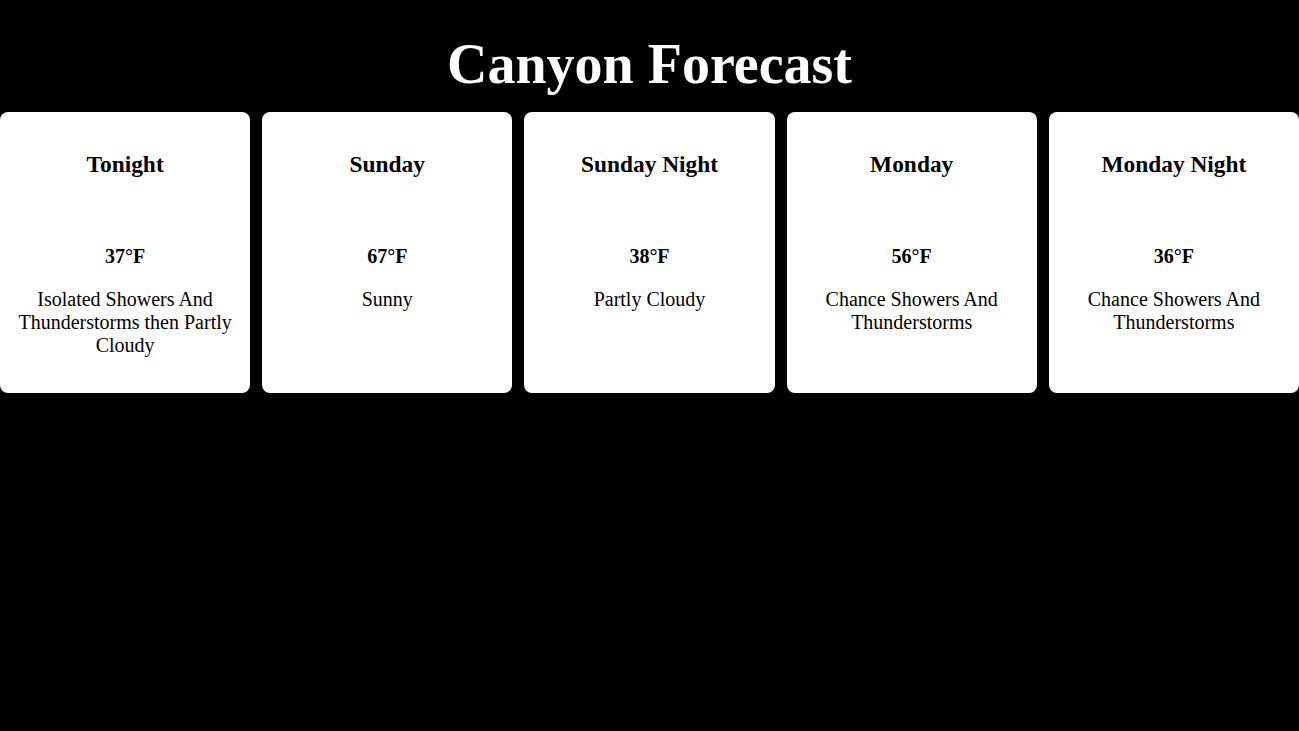 Canyon Forecast
Tonight
37°F
Isolated Showers And
Thunderstorms then Partly
Cloudy
Sunday
67°F
Sunny
Sunday Night
38°F
Partly Cloudy
Monday
56°F
Chance Showers And
Thunderstorms
Monday Night
36°F
Chance Showers And
Thunderstorms